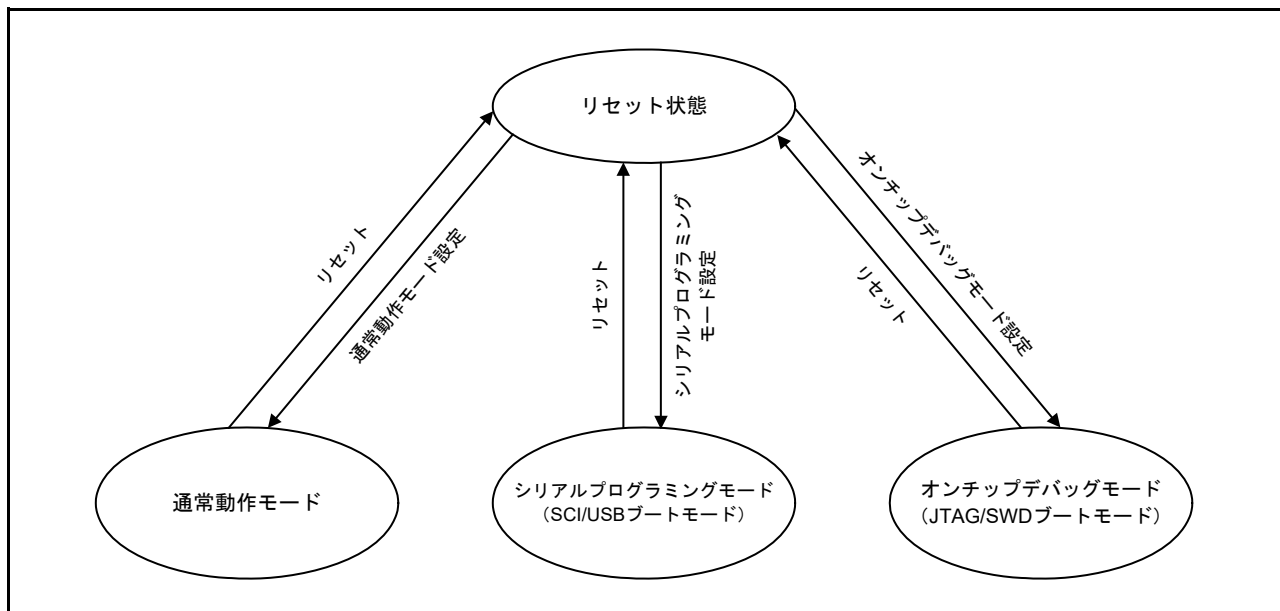 リセット状態
リセット
通常動作モード設定
リセット
シリアルプログラミング
モード設定
オンチップデバッグモード設定
リセット
通常動作モード
シリアルプログラミングモード
（SCI/USBブートモード）
オンチップデバッグモード
（JTAG/SWDブートモード）